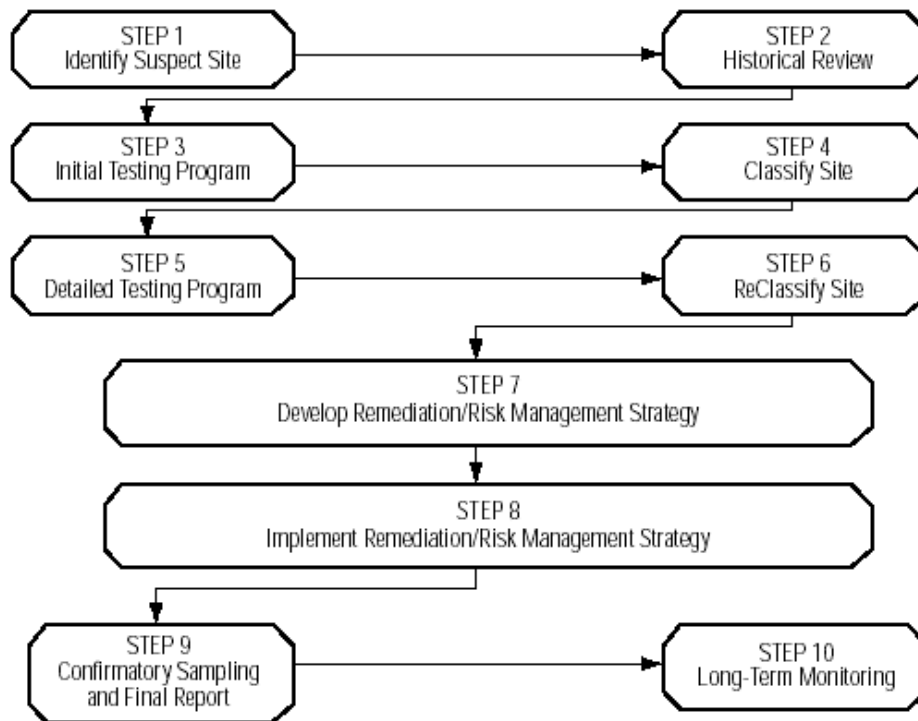 STEP 1
Identify Suspect Site
STEP 2
Historical Review
STEP 3
Initial Testing Program
STEP 4
Classify Site
STEP 5
Detailed Testing Program
STEP 6
ReClassify Site
STEP 7
Develop Remediation/Risk Management Strategy
STEP 8
Implement Remediation/Risk Management Strategy
STEP 9
Confirmatory Sampling
and Final Report
STEP 10
Long-Term Monitoring